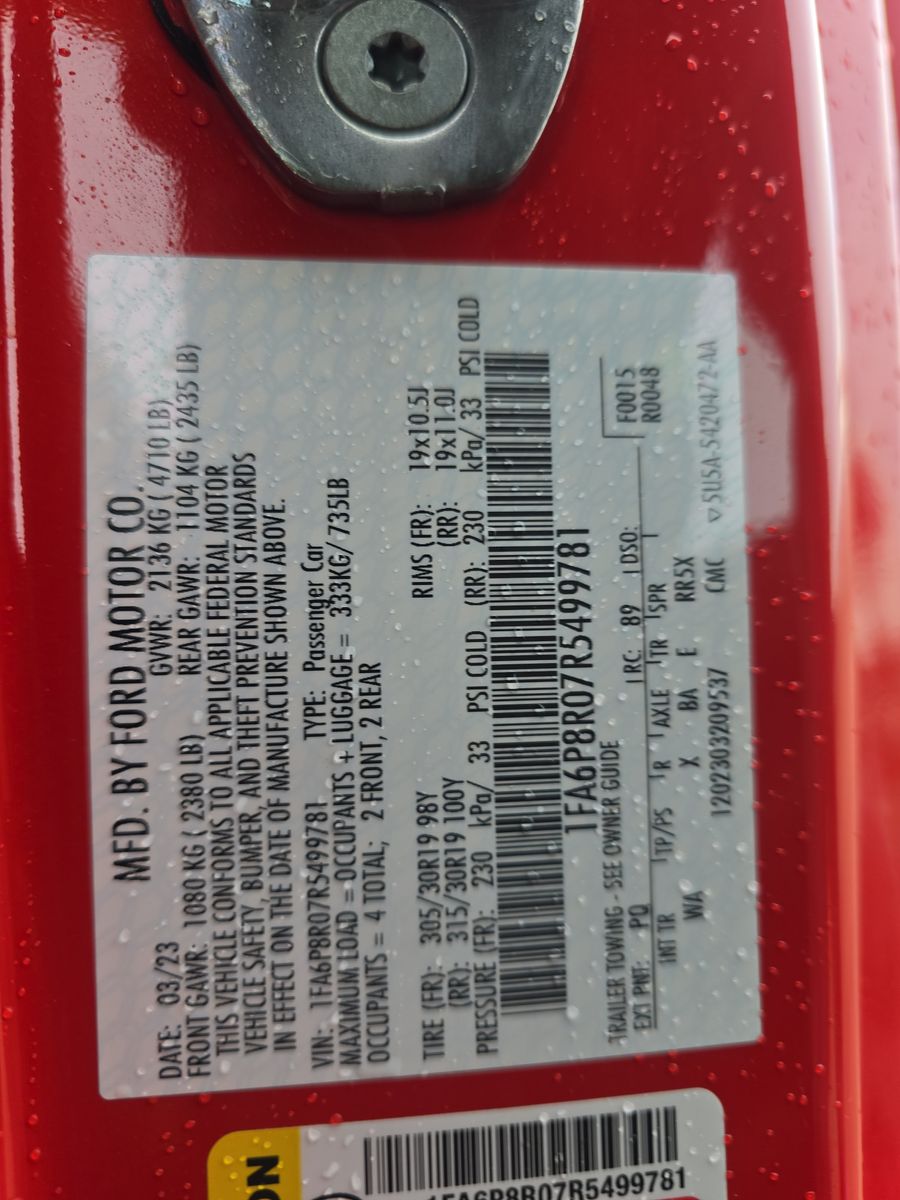 MFD. BY FORD MOTOR CO.
DATE: 03/23 GVWR: 2136 KG ( 4710 LB)
FRONT GAWR: 1080 KG ( 2380 LB) REAR GAWR: 1104 KG ( 2435 LB)
THIS VEHICLE CONFORMS TO ALL APPLICABLE FEDERAL MOTOR
VEHICLE SAFETY, BUMPER, AND THEFT PREVENTION STANDARDS
IN EFFECT ON THE DATE OF MANUFACTURE SHOWN ABOVE.
VIN: 1FA6P8R07R5499781 TYPE: Passenger Car
MAXIMUM LOAD = OCCUPANTS + LUGGAGE = 333KG/735LB
OCCUPANTS = 4 TOTAL; 2 FRONT, 2 REAR
TIRE (FR): 305/30R19 98Y RIMS (FR): 19x10.5J
(RR): 315/30R19 100Y (RR): 19x11.0J
PRESSURE (FR): 230 kPa/ 33 PSI COLD (RR): 230 kPa/ 33 PSI COLD
1FA6P8R07R5499781
TRAILER TOWING - SEE OWNER GUIDE
EXT PNT: PQ RC: 89 DSO: F0015
R0048
INT TR TP/PS R AXLE TR SPR
WA X BA E RR5X
1202303209537 CMC
▽5U5A-5420472-AA
ON
1FA6P8R07R5499781